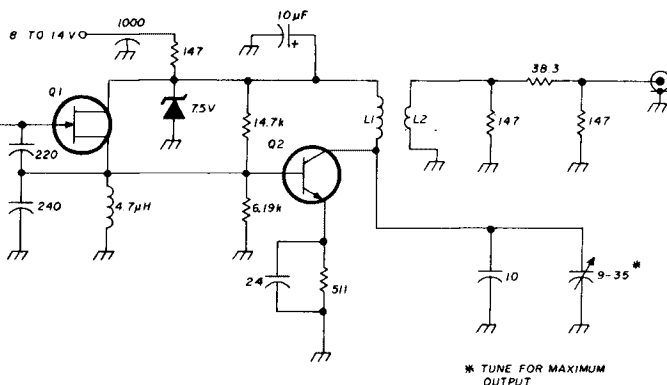 10µF
1000
8 TO 14V
147
38.3
Q1
7.5V
14.7k
L1
L2
147
147
Q2
220
240
4.7µH
6.19k
24
511
10
9-35 *
* TUNE FOR MAXIMUM
OUTPUT